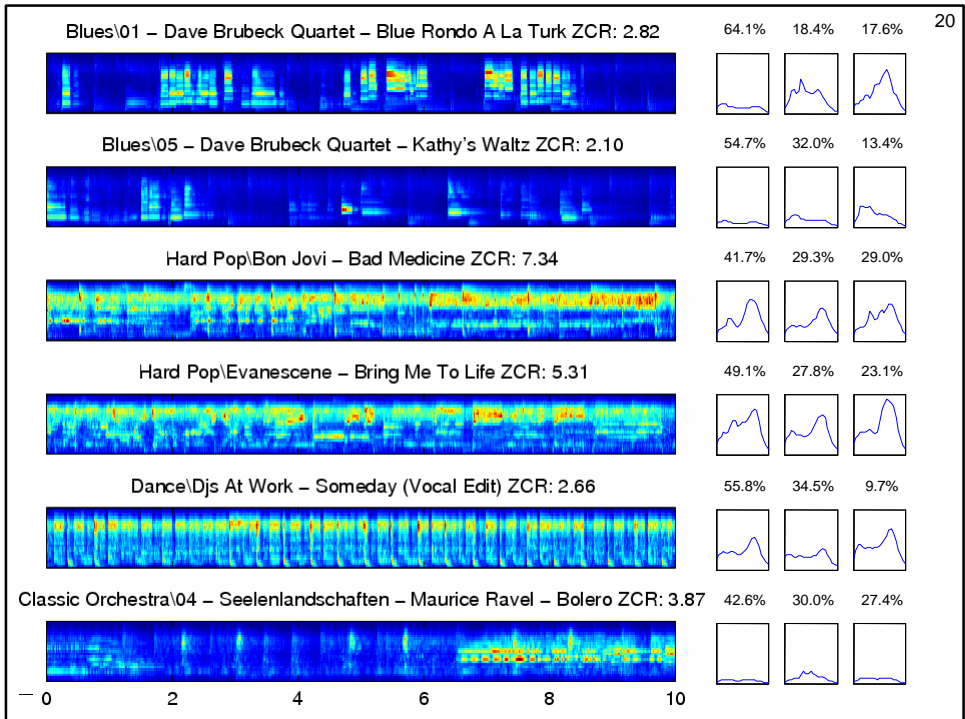 20
Blues\01 – Dave Brubeck Quartet – Blue Rondo A La Turk ZCR: 2.82
64.1% 18.4% 17.6%
Blues\05 – Dave Brubeck Quartet – Kathy's Waltz ZCR: 2.10
54.7% 32.0% 13.4%
Hard Pop\Bon Jovi – Bad Medicine ZCR: 7.34
41.7% 29.3% 29.0%
Hard Pop\Evanescene – Bring Me To Life ZCR: 5.31
49.1% 27.8% 23.1%
Dance\Djs At Work – Someday (Vocal Edit) ZCR: 2.66
55.8% 34.5% 9.7%
Classic Orchestra\04 – Seelenlandschaften – Maurice Ravel – Bolero ZCR: 3.87
42.6% 30.0% 27.4%
0 2 4 6 8 10